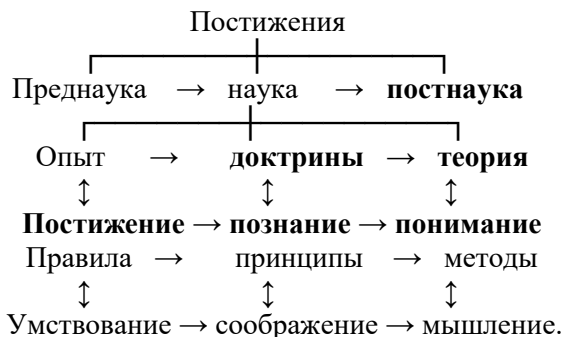 Постижения
Преднаука → наука → постнаука
Опыт → доктрины → теория
↕ ↕ ↕
Постижение → познание → понимание
Правила → принципы → методы
↕ ↕ ↕
Умствование → соображение → мышление.